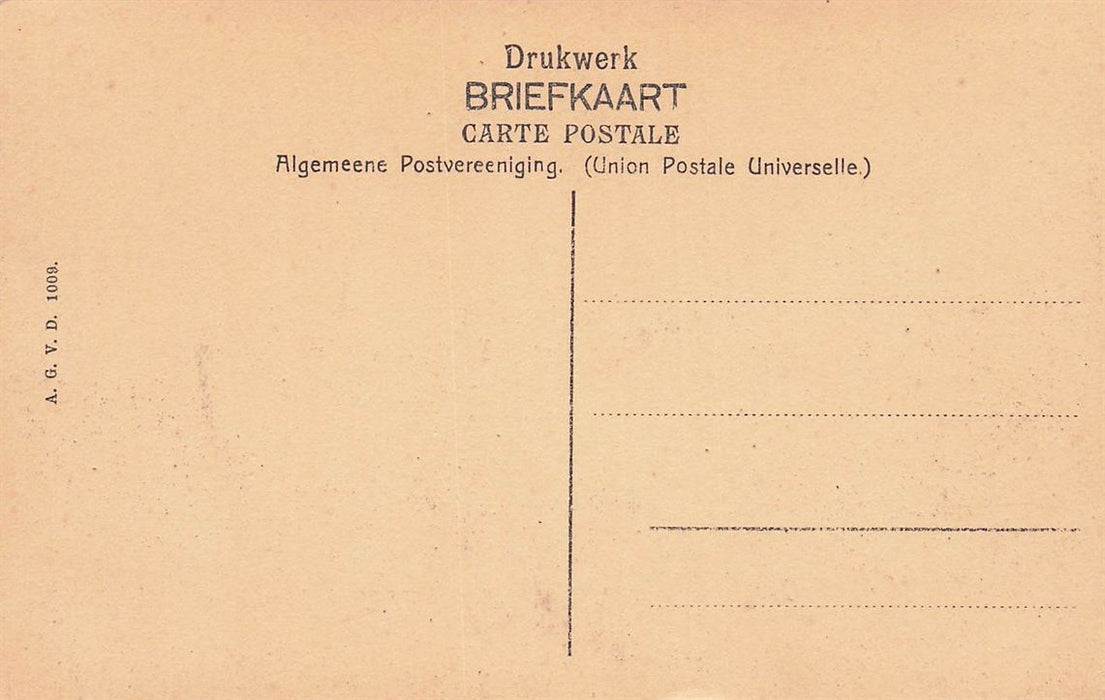 Drukwerk
BRIEFKAART
CARTE POSTALE
Algemeene Postvereeniging. (Union Postale Universelle.)
A. G. V. D. 1009.